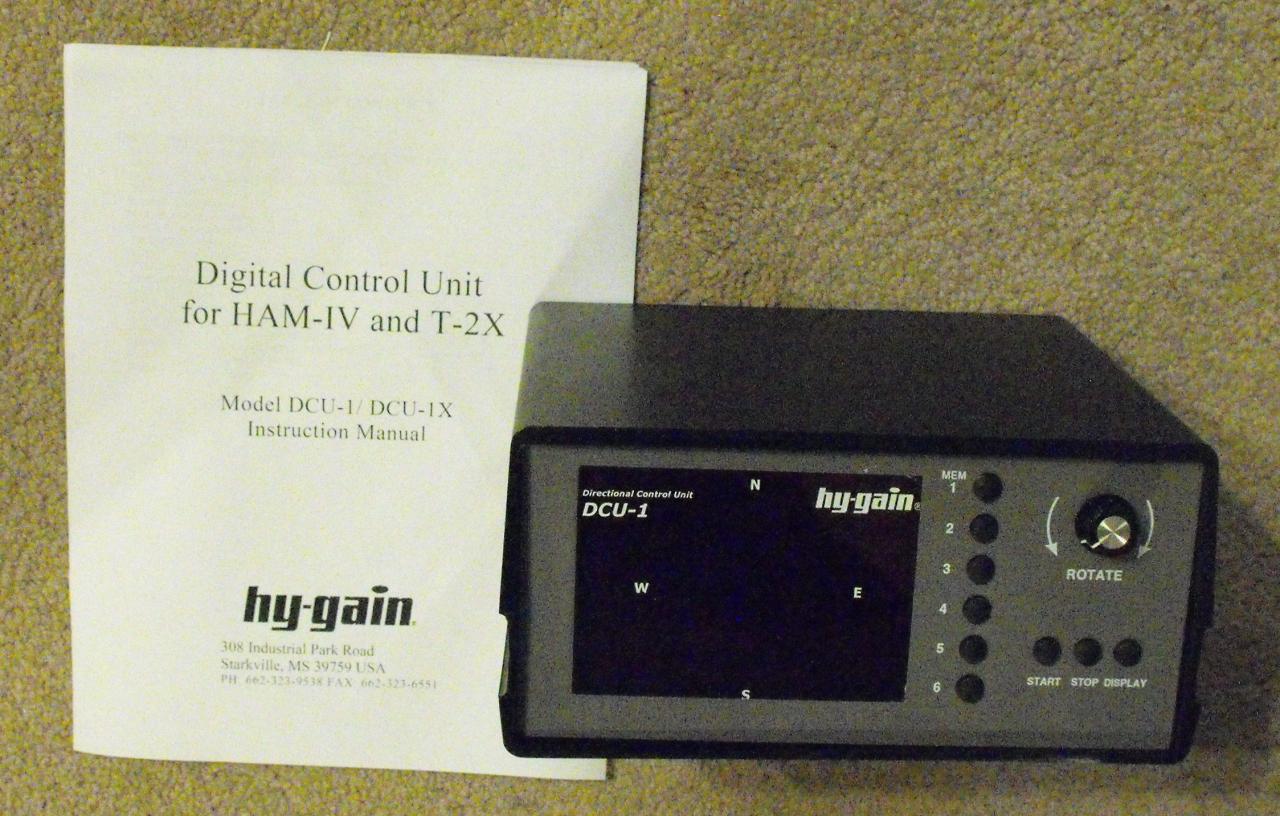 Digital Control Unit
for HAM-IV and T-2X
Model DCU-1/ DCU-1X
Instruction Manual
hy-gain.
308 Industrial Park Road
Starkville, MS 39759 USA
PH: 662-323-9538 FAX: 662-323-6551
Directional Control Unit
DCU-1
hy-gain®
N
W
E
S
MEM
1
2
3
4
5
6
ROTATE
START STOP DISPLAY